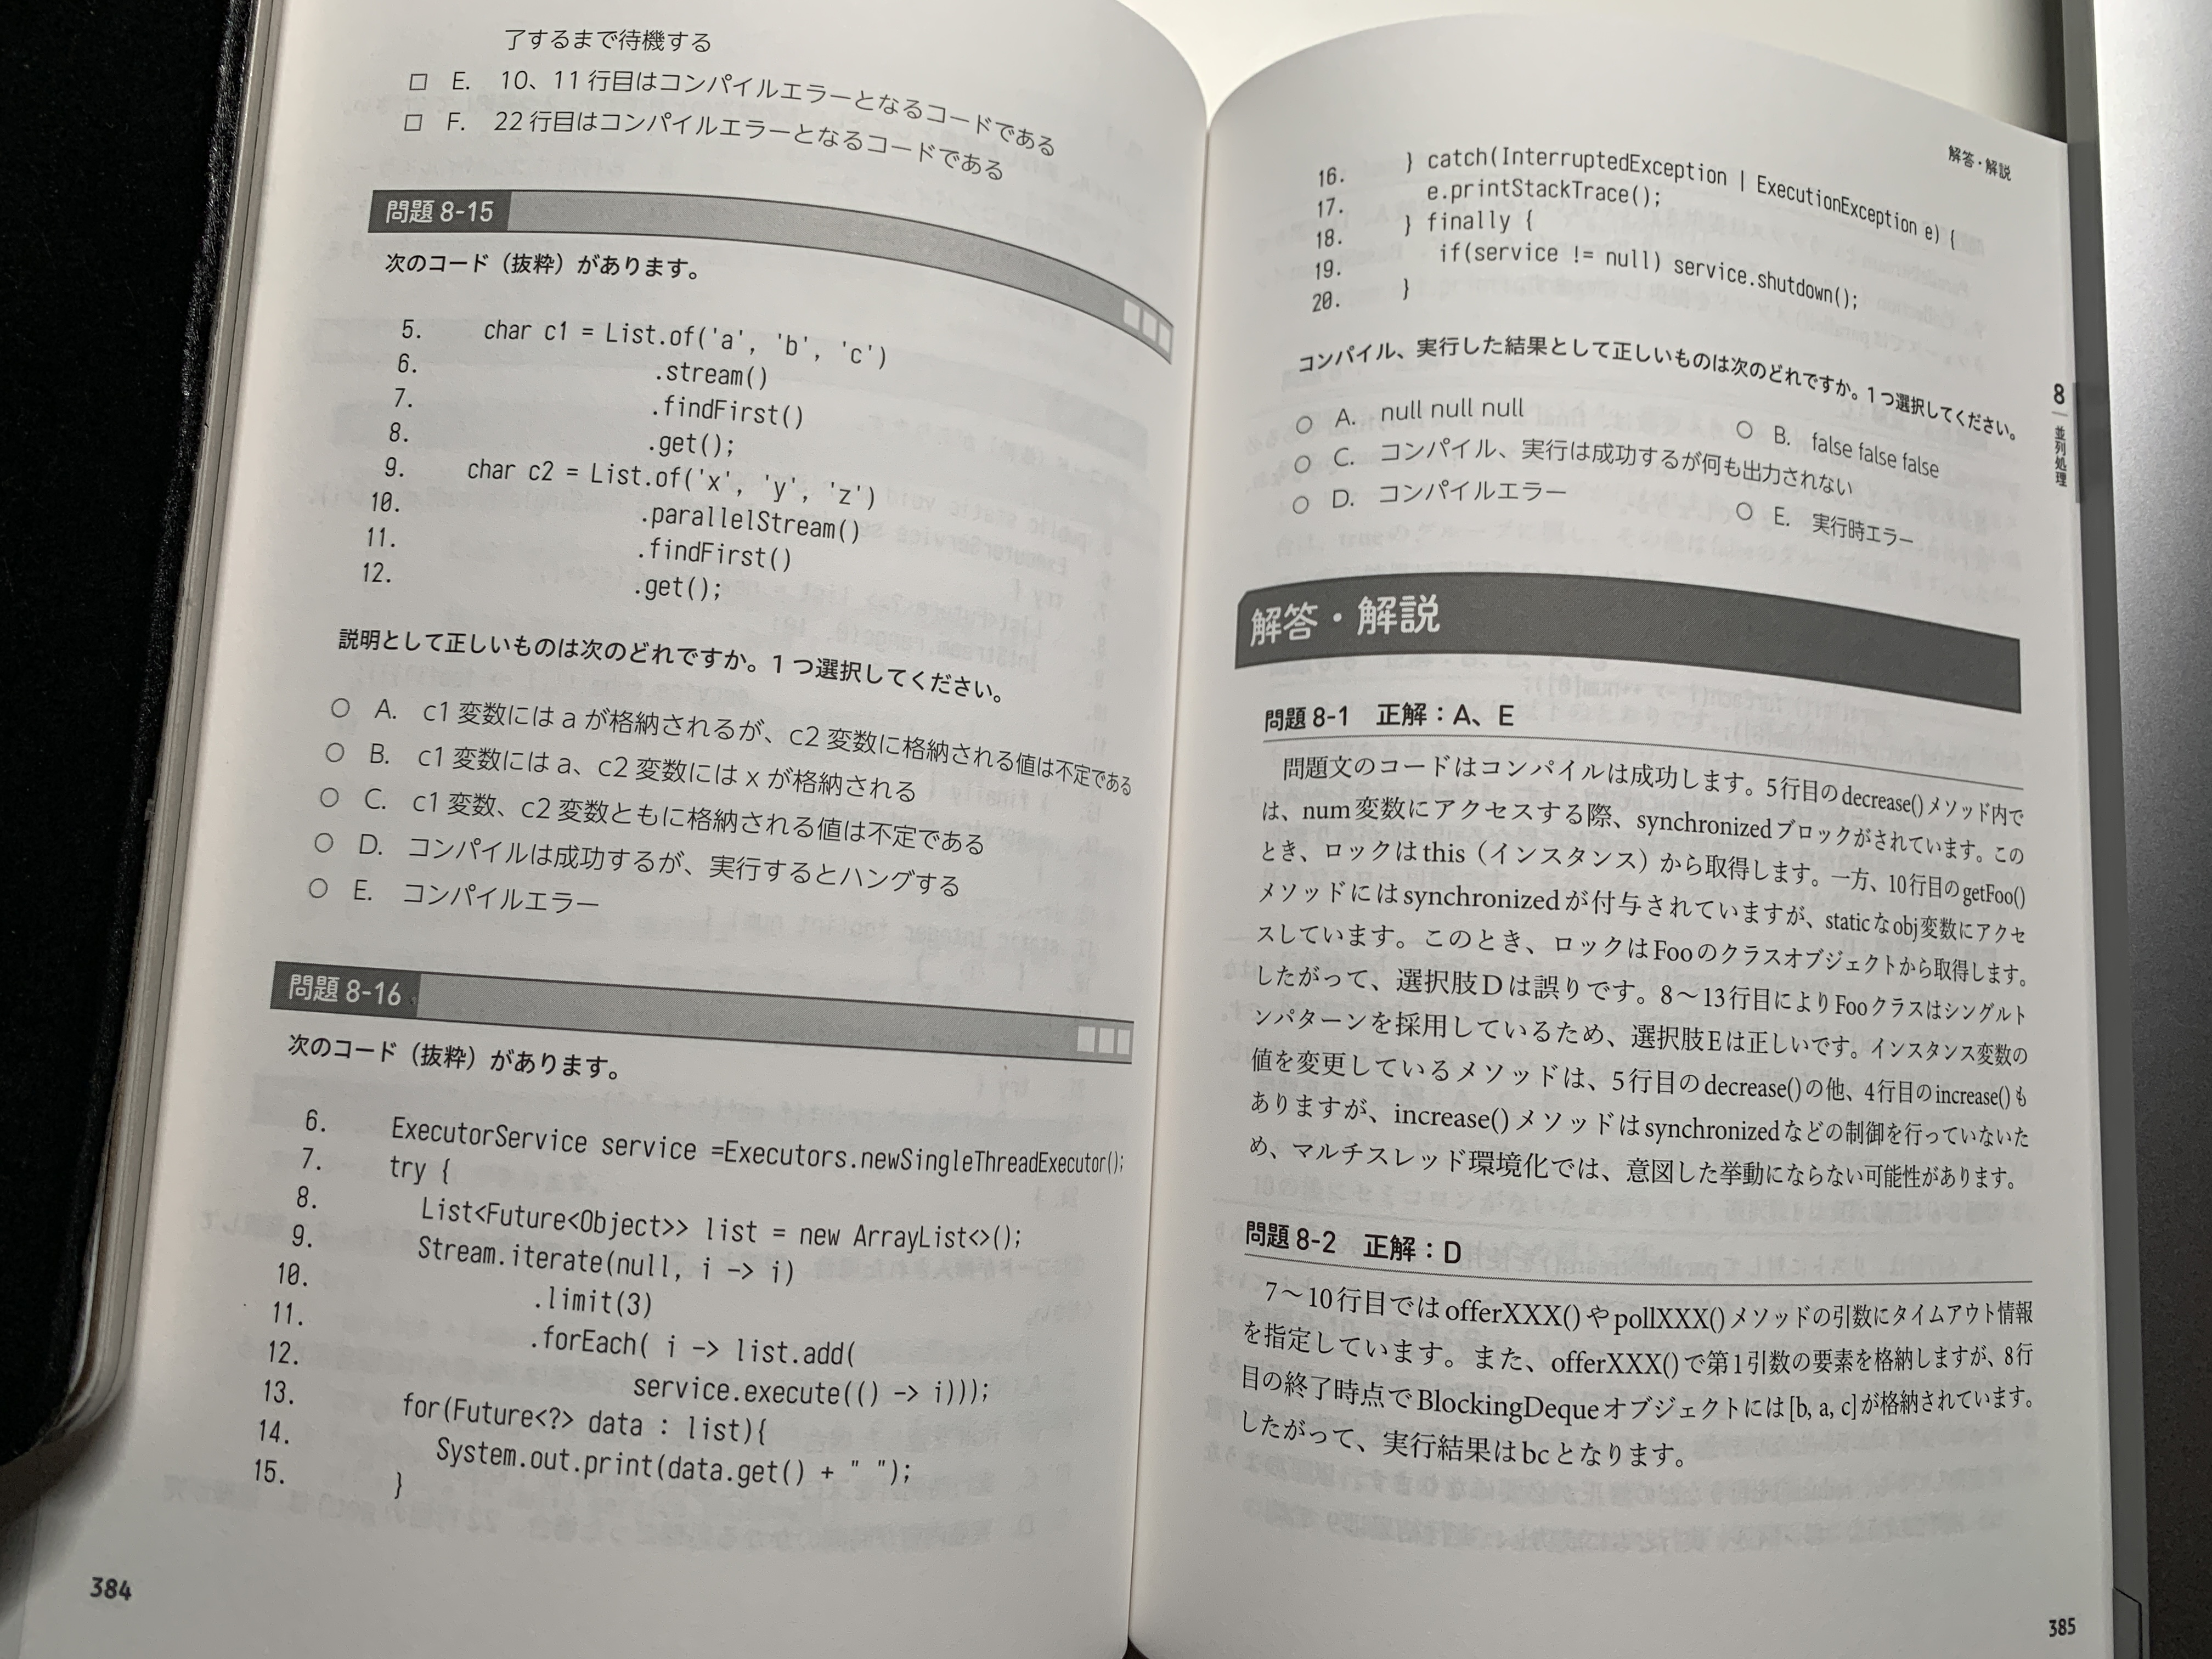 了するまで待機する
□ E. 10、11 行目はコンパイルエラーとなるコードである
□ F. 22 行目はコンパイルエラーとなるコードである
問題 8-15
次のコード（抜粋）があります。
5. char c1 = List.of('a', 'b', 'c')
6. .stream()
7. .findFirst()
8. .get();
9. char c2 = List.of('x', 'y', 'z')
10. .parallelStream()
11. .findFirst()
12. .get();
説明として正しいものは次のどれですか。1 つ選択してください。
○ A. c1 変数には a が格納されるが、c2 変数に格納される値は不定である
○ B. c1 変数には a、c2 変数には x が格納される
○ C. c1 変数、c2 変数ともに格納される値は不定である
○ D. コンパイルは成功するが、実行するとハングする
○ E. コンパイルエラー
問題 8-16
次のコード（抜粋）があります。
6. ExecutorService service =Executors.newSingleThreadExecutor();
7. try {
8. List<Future<Object>> list = new ArrayList<>();
9. Stream.iterate(null, i -> i)
10. .limit(3)
11. .forEach( i -> list.add(
12. service.execute(() -> i)));
13. for(Future<?> data : list){
14. System.out.print(data.get() + " ");
15. }
384
解答・解説
16. } catch(InterruptedException | ExecutionException e) {
17. e.printStackTrace();
18. } finally {
19. if(service != null) service.shutdown();
20. }
コンパイル、実行した結果として正しいものは次のどれですか。1 つ選択してください。
○ A. null null null ○ B. false false false
○ C. コンパイル、実行は成功するが何も出力されない
○ D. コンパイルエラー ○ E. 実行時エラー
8 並列処理
解答・解説
問題 8-1 正解：A、E
問題文のコードはコンパイルは成功します。5行目のdecrease()メソッド内で
は、num変数にアクセスする際、synchronizedブロックがされています。この
とき、ロックはthis（インスタンス）から取得します。一方、10行目のgetFoo()
メソッドにはsynchronizedが付与されていますが、staticなobj変数にアクセ
スしています。このとき、ロックはFooのクラスオブジェクトから取得します。
したがって、選択肢Dは誤りです。8～13行目によりFooクラスはシングルト
ンパターンを採用しているため、選択肢Eは正しいです。インスタンス変数の
値を変更しているメソッドは、5行目のdecrease()の他、4行目のincrease()も
ありますが、increase()メソッドはsynchronizedなどの制御を行っていないた
め、マルチスレッド環境化では、意図した挙動にならない可能性があります。
問題 8-2 正解：D
7～10行目ではofferXXX()やpollXXX()メソッドの引数にタイムアウト情報
を指定しています。また、offerXXX()で第1引数の要素を格納しますが、8行
目の終了時点でBlockingDequeオブジェクトには[b, a, c]が格納されています。
したがって、実行結果はbcとなります。
385